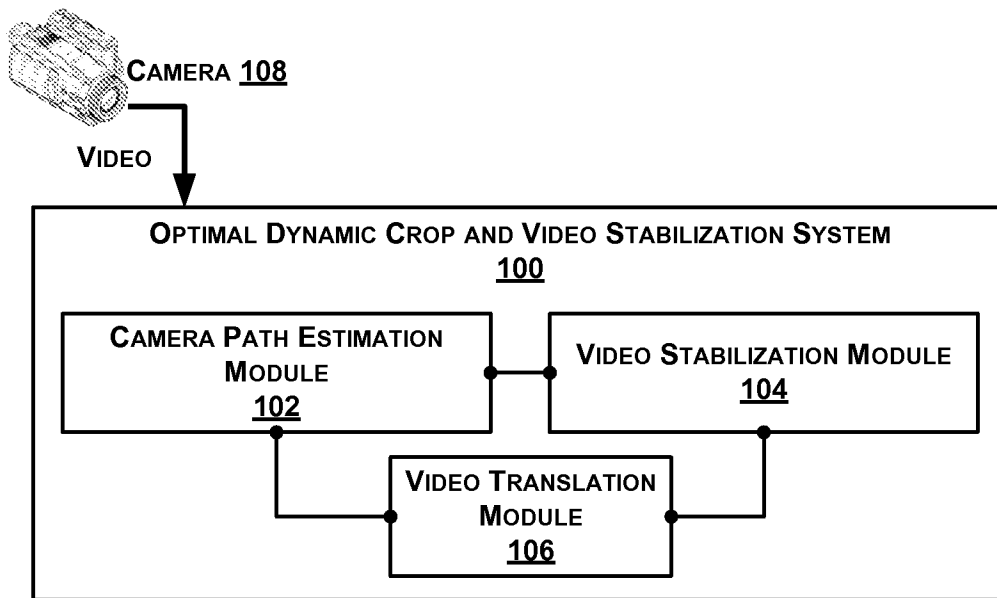 CAMERA 108
VIDEO
OPTIMAL DYNAMIC CROP AND VIDEO STABILIZATION SYSTEM
100
CAMERA PATH ESTIMATION
MODULE
102
VIDEO STABILIZATION MODULE
104
VIDEO TRANSLATION
MODULE
106